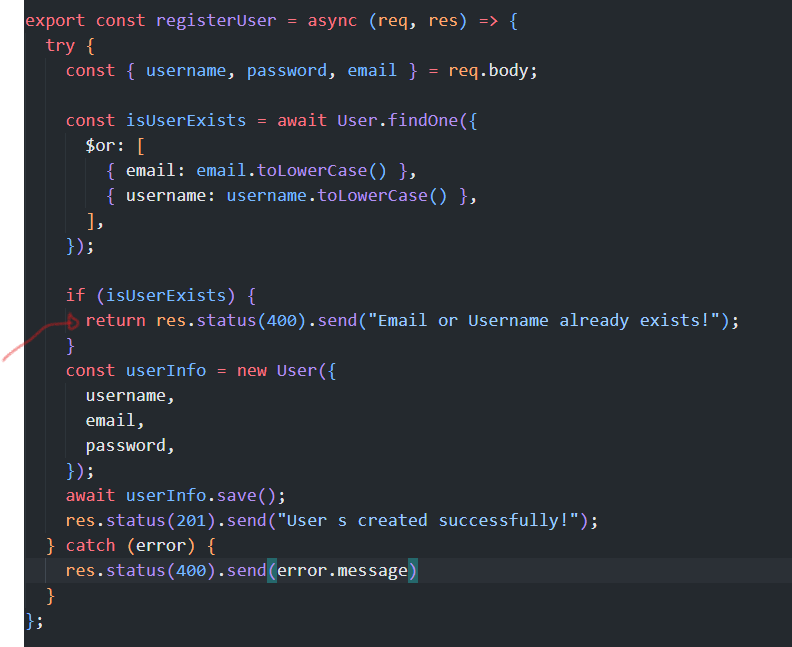 export const registerUser = async (req, res) => {
try {
const { username, password, email } = req.body;
const isUserExists = await User.findOne({
$or: [
{ email: email.toLowerCase() },
{ username: username.toLowerCase() },
],
});
if (isUserExists) {
return res.status(400).send("Email or Username already exists!");
}
const userInfo = new User({
username,
email,
password,
});
await userInfo.save();
res.status(201).send("User s created successfully!");
} catch (error) {
res.status(400).send(error.message)
}
};